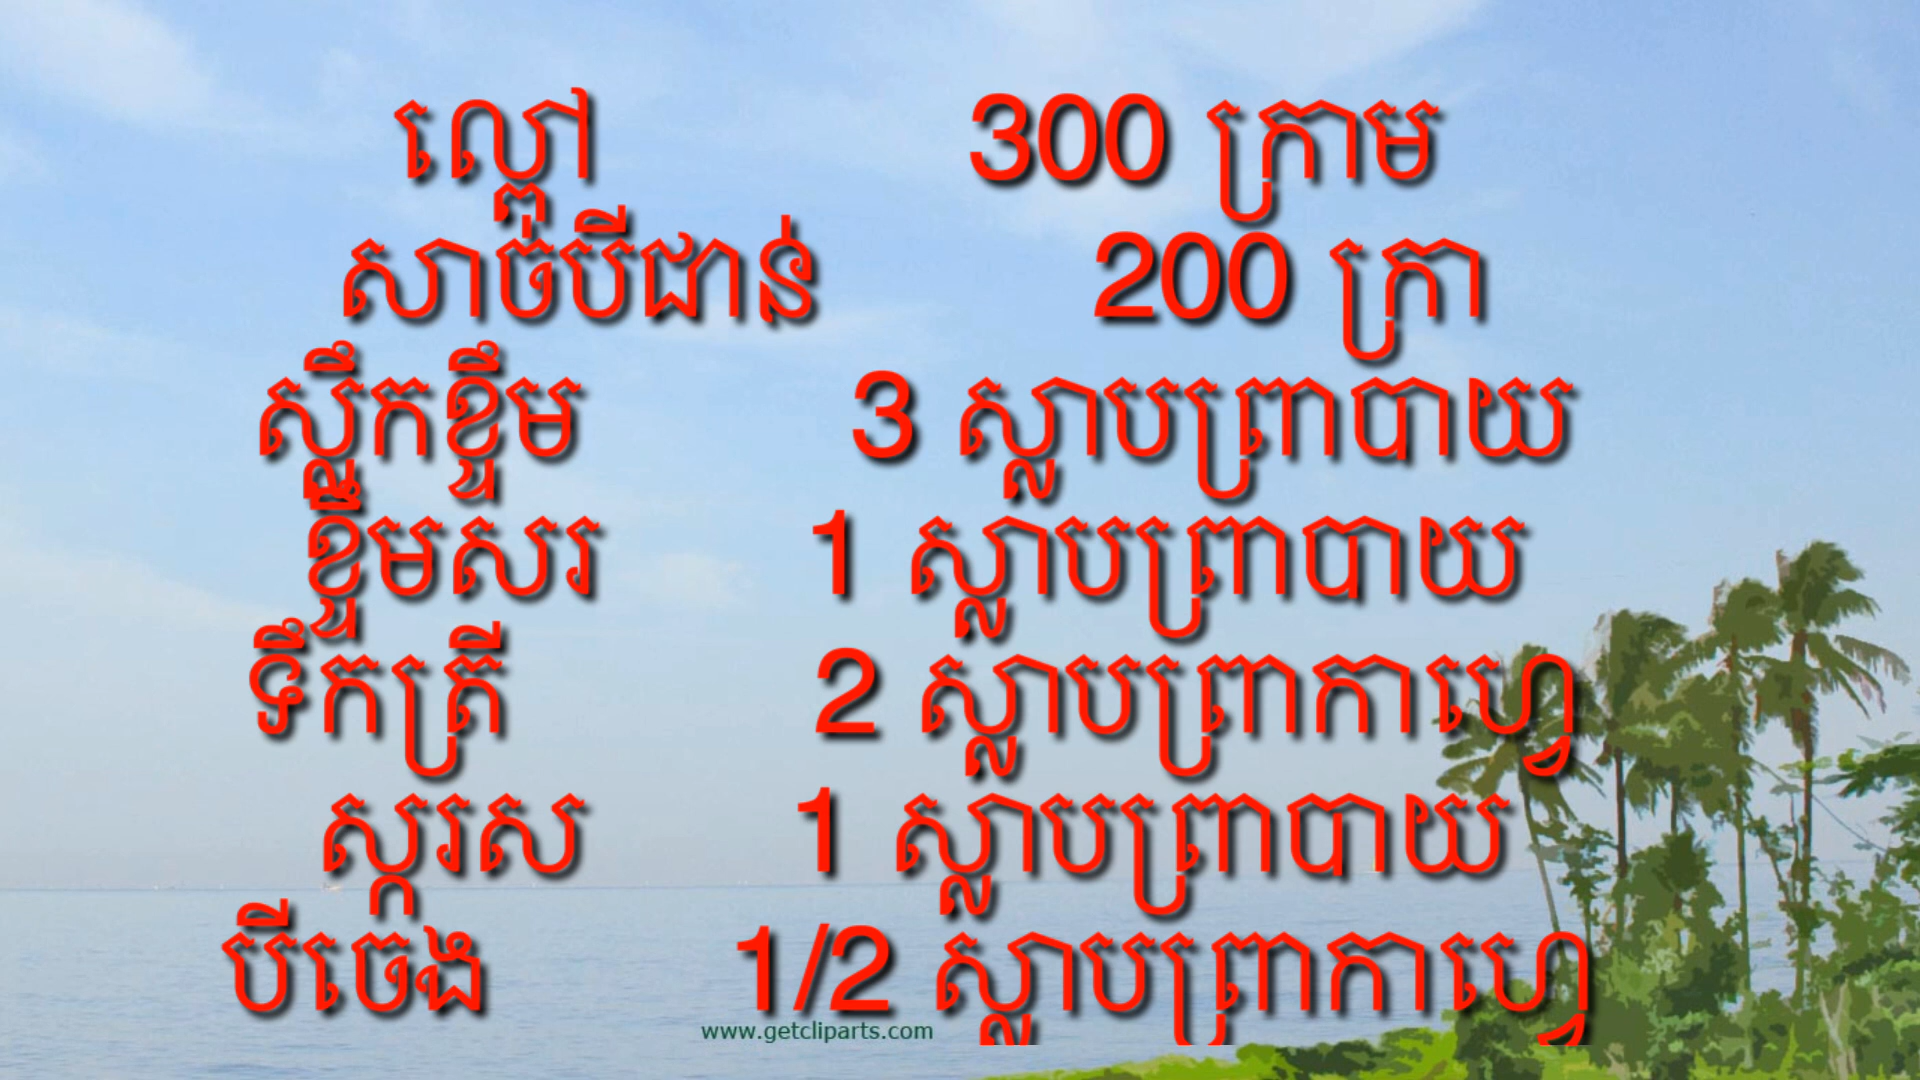 ល្ពៅ 300 ក្រាម
សាច់បីជាន់ 200 ក្រា
ស្លឹកខ្ទឹម 3 ស្លាបព្រាបាយ
ខ្ទឹមសរ 1 ស្លាបព្រាបាយ
ទឹកត្រី 2 ស្លាបព្រាកាហ្វេ
ស្ករស 1 ស្លាបព្រាបាយ
បីចេង 1/2 ស្លាបព្រាកាហ្វេ
www.getcliparts.com